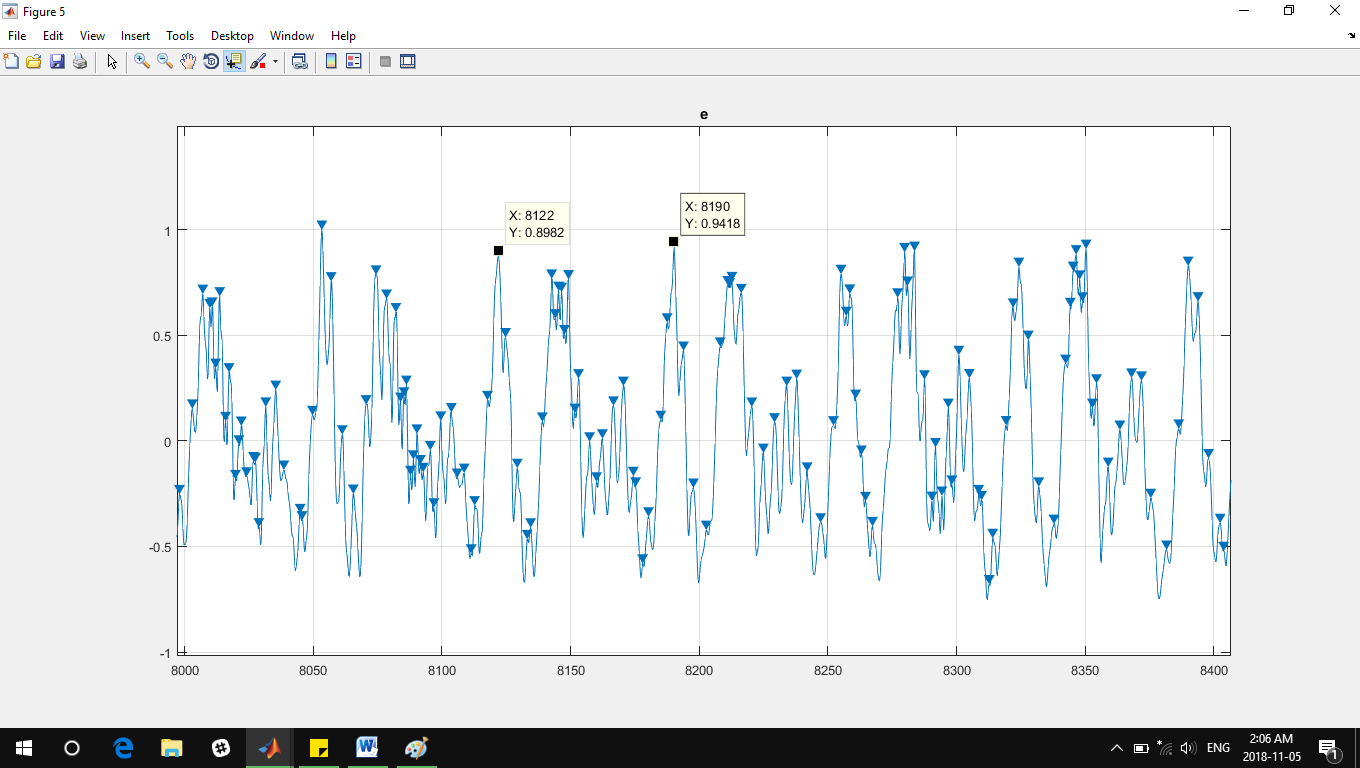 Figure 5
File Edit View Insert Tools Desktop Window Help
e
X: 8122
Y: 0.8982
X: 8190
Y: 0.9418
1
0.5
0
-0.5
-1
8000 8050 8100 8150 8200 8250 8300 8350 8400
ENG
2:06 AM
2018-11-05
1